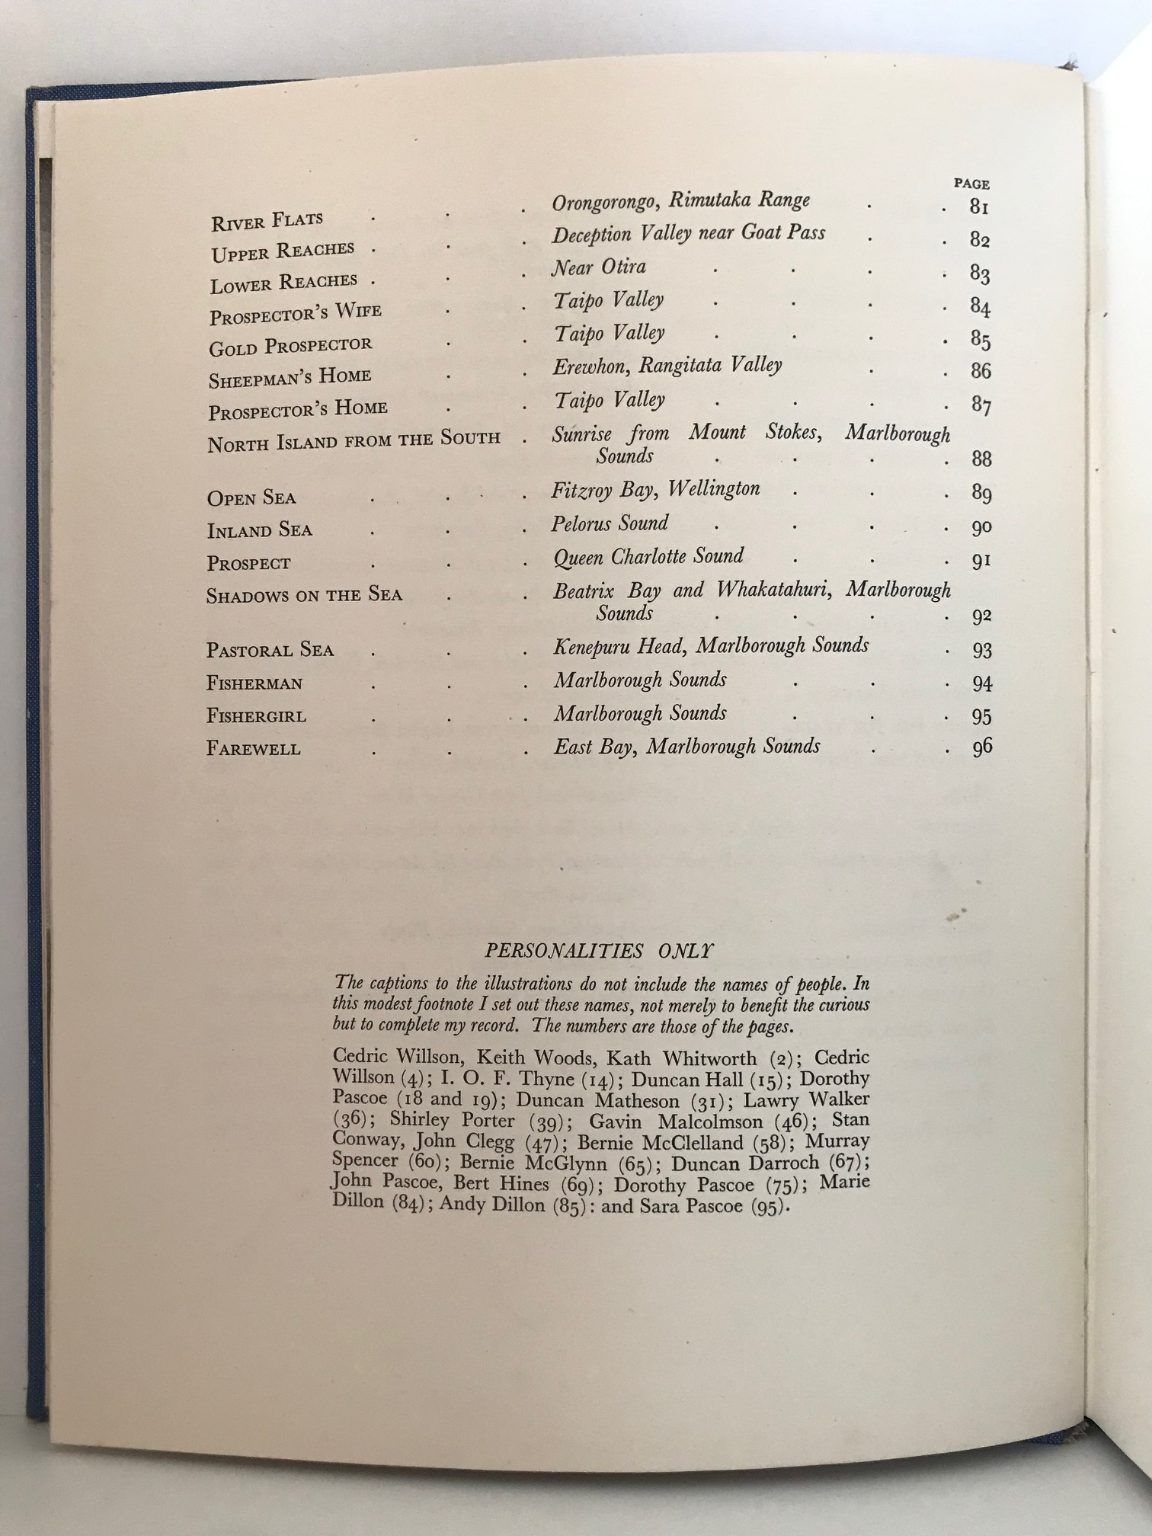 PAGE
RIVER FLATS . . . Orongorongo, Rimutaka Range . . 81
UPPER REACHES . . . Deception Valley near Goat Pass . . 82
LOWER REACHES . . . Near Otira . . . . 83
PROSPECTOR'S WIFE . . Taipo Valley . . . . 84
GOLD PROSPECTOR . . Taipo Valley . . . . 85
SHEEPMAN'S HOME . . Erewhon, Rangitata Valley . . 86
PROSPECTOR'S HOME . . Taipo Valley . . . . 87
NORTH ISLAND FROM THE SOUTH . Sunrise from Mount Stokes, Marlborough
Sounds . . . . 88
OPEN SEA . . . Fitzroy Bay, Wellington . . . 89
INLAND SEA . . . Pelorus Sound . . . . 90
PROSPECT . . . Queen Charlotte Sound . . . 91
SHADOWS ON THE SEA . . Beatrix Bay and Whakatahuri, Marlborough
Sounds . . . . 92
PASTORAL SEA . . . Kenepuru Head, Marlborough Sounds . 93
FISHERMAN . . . Marlborough Sounds . . . 94
FISHERGIRL . . . Marlborough Sounds . . . 95
FAREWELL . . . East Bay, Marlborough Sounds . . 96
PERSONALITIES ONLY
The captions to the illustrations do not include the names of people. In
this modest footnote I set out these names, not merely to benefit the curious
but to complete my record. The numbers are those of the pages.
Cedric Willson, Keith Woods, Kath Whitworth (2); Cedric
Willson (4); I. O. F. Thyne (14); Duncan Hall (15); Dorothy
Pascoe (18 and 19); Duncan Matheson (31); Lawry Walker
(36); Shirley Porter (39); Gavin Malcolmson (46); Stan
Conway, John Clegg (47); Bernie McClelland (58); Murray
Spencer (60); Bernie McGlynn (65); Duncan Darroch (67);
John Pascoe, Bert Hines (69); Dorothy Pascoe (75); Marie
Dillon (84); Andy Dillon (85): and Sara Pascoe (95).